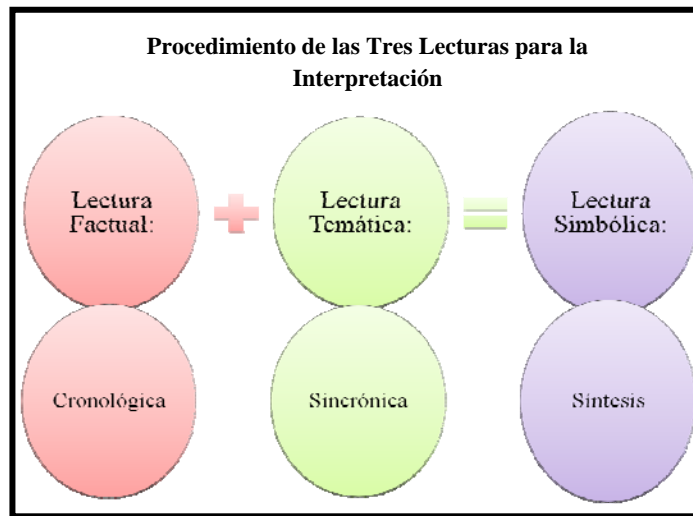 Procedimiento de las Tres Lecturas para la
Interpretación
Lectura
Factual:
Lectura
Temática:
Lectura
Simbólica:
Cronológica
Sincrónica
Síntesis